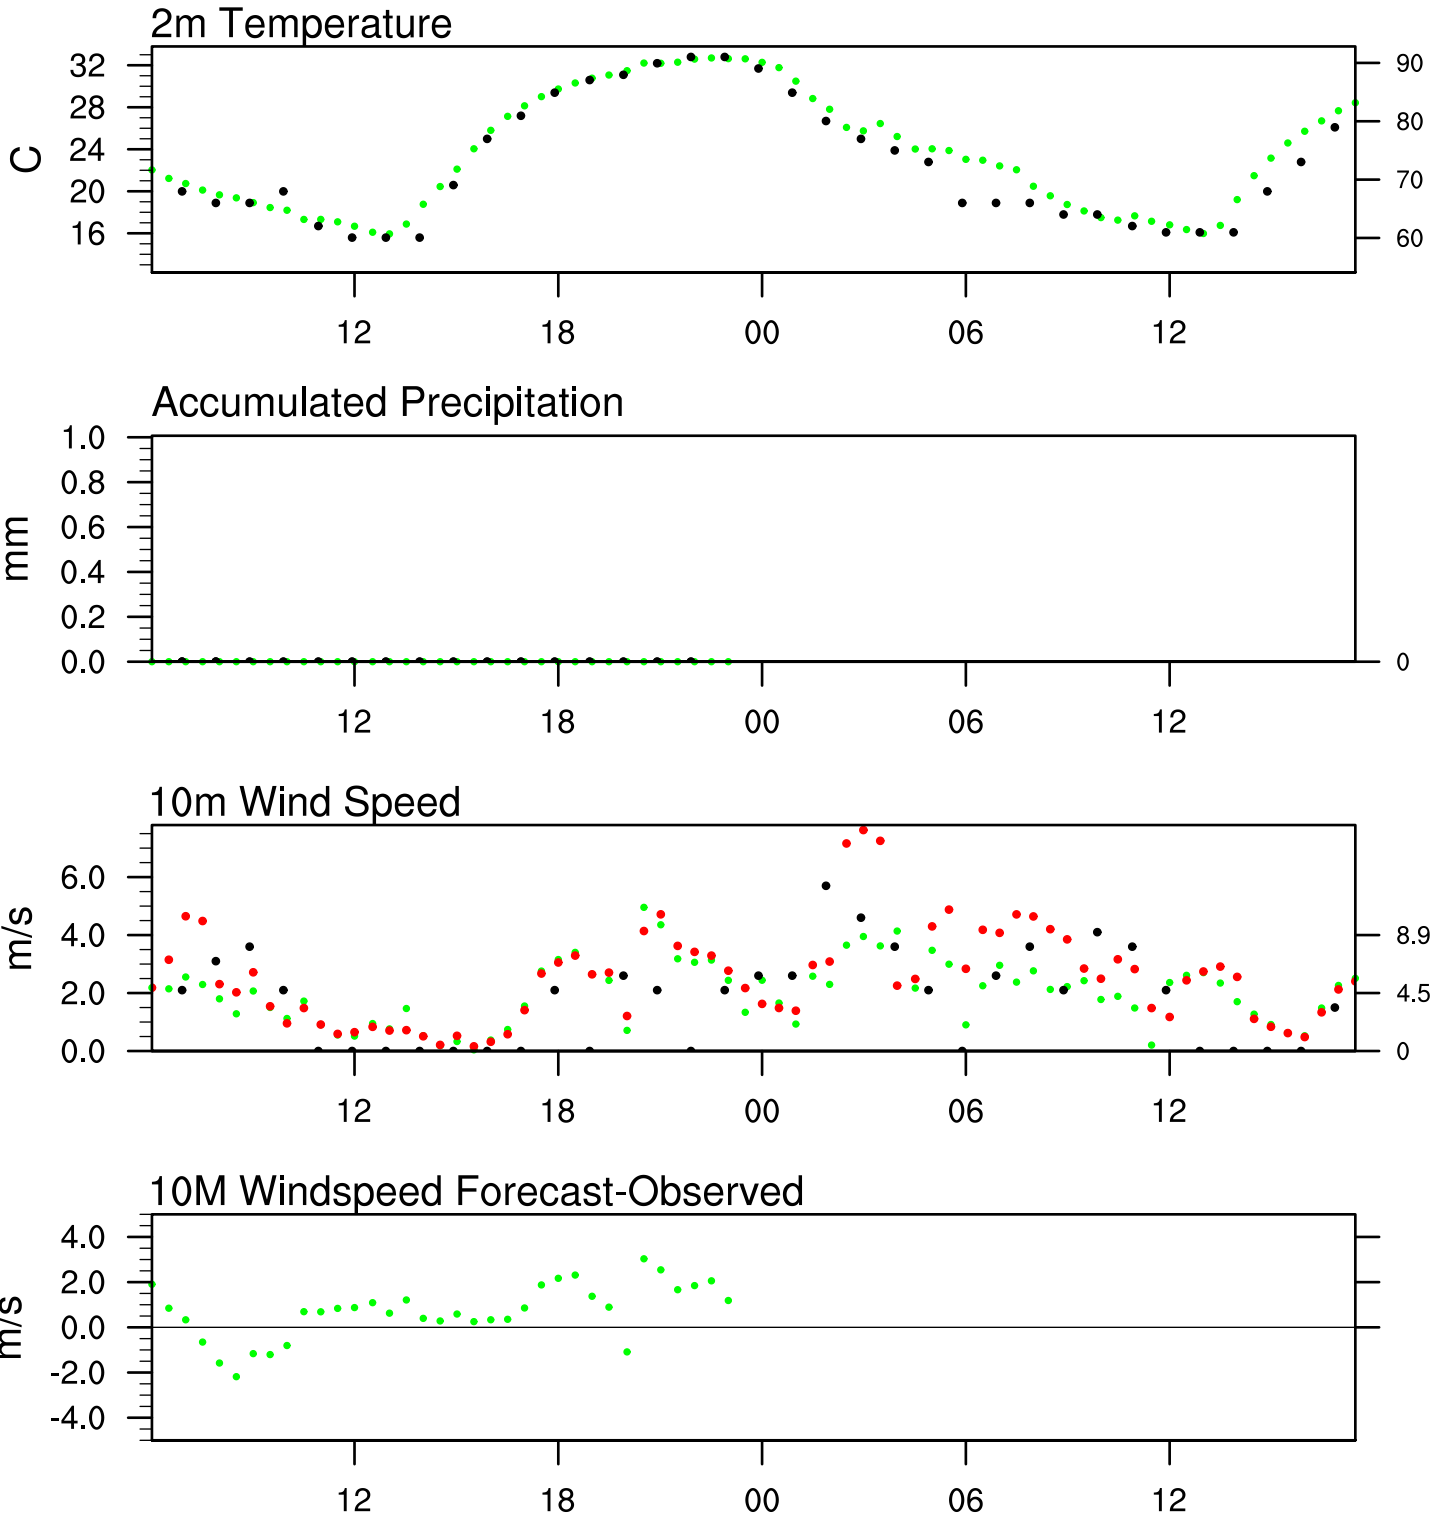 2m Temperature
32
28
24
20
16
C
90
80
70
60
12 18 00 06 12
Accumulated Precipitation
1.0
0.8
0.6
0.4
0.2
0.0
mm
0
12 18 00 06 12
10m Wind Speed
6.0
4.0
2.0
0.0
m/s
8.9
4.5
0
12 18 00 06 12
10M Windspeed Forecast-Observed
4.0
2.0
0.0
-2.0
-4.0
m/s
12 18 00 06 12